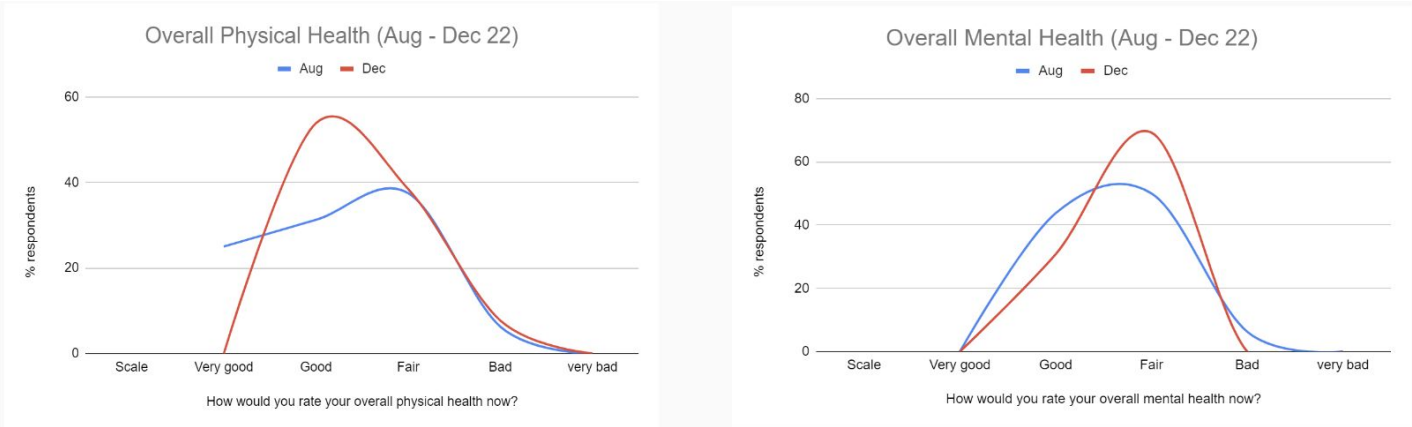 Overall Physical Health (Aug - Dec 22)
Aug Dec
60
40
20
0
% respondents
Scale Very good Good Fair Bad very bad
How would you rate your overall physical health now?
Overall Mental Health (Aug - Dec 22)
Aug Dec
80
60
40
20
0
% respondents
Scale Very good Good Fair Bad very bad
How would you rate your overall mental health now?